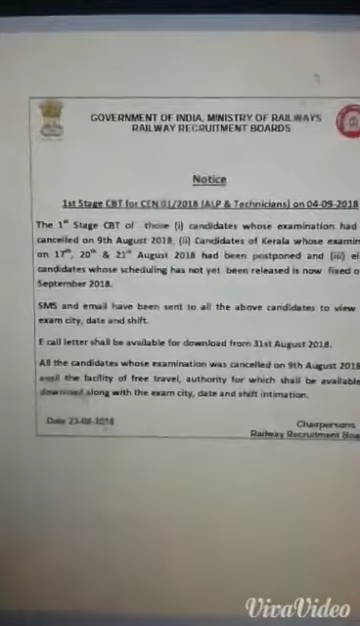 GOVERNMENT OF INDIA, MINISTRY OF RAILWAYS
RAILWAY RECRUITMENT BOARDS
Notice
1st Stage CBT for CEN 01/2018 (ALP & Technicians) on 04-09-2018
The 1st Stage CBT of those (i) candidates whose examination had
cancelled on 9th August 2018, (ii) Candidates of Kerala whose examin
on 17th, 20th & 21st August 2018 had been postponed and (iii) el
candidates whose scheduling has not yet been released is now fixed o
September 2018.
SMS and email have been sent to all the above candidates to view
exam city, date and shift.
E call letter shall be available for download from 31st August 2018.
All the candidates whose examination was cancelled on 9th August 2018
avail the facility of free travel, authority for which shall be available
download along with the exam city, date and shift intimation.
Date 23-08-2018
Chairpersons
Railway Recruitment Boa
VivaVideo